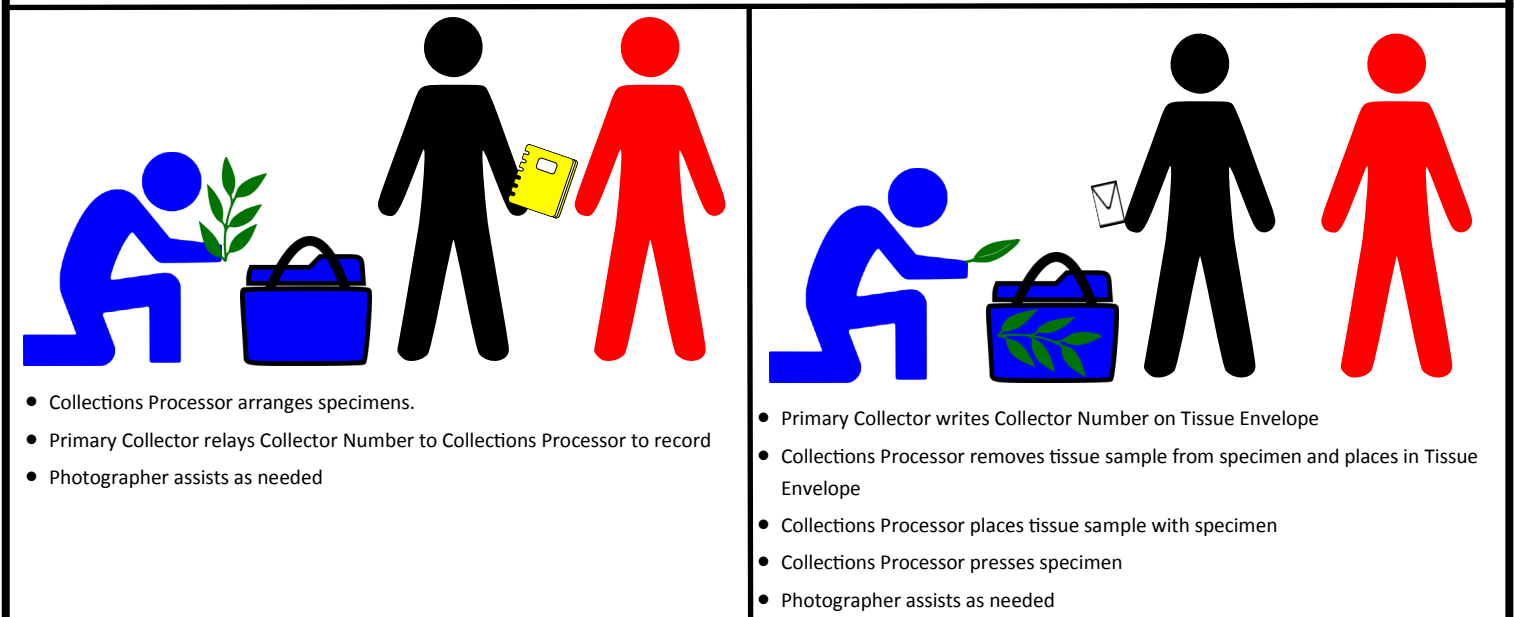 • Collections Processor arranges specimens.
• Primary Collector relays Collector Number to Collections Processor to record
• Photographer assists as needed
• Primary Collector writes Collector Number on Tissue Envelope
• Collections Processor removes tissue sample from specimen and places in Tissue
Envelope
• Collections Processor places tissue sample with specimen
• Collections Processor presses specimen
• Photographer assists as needed